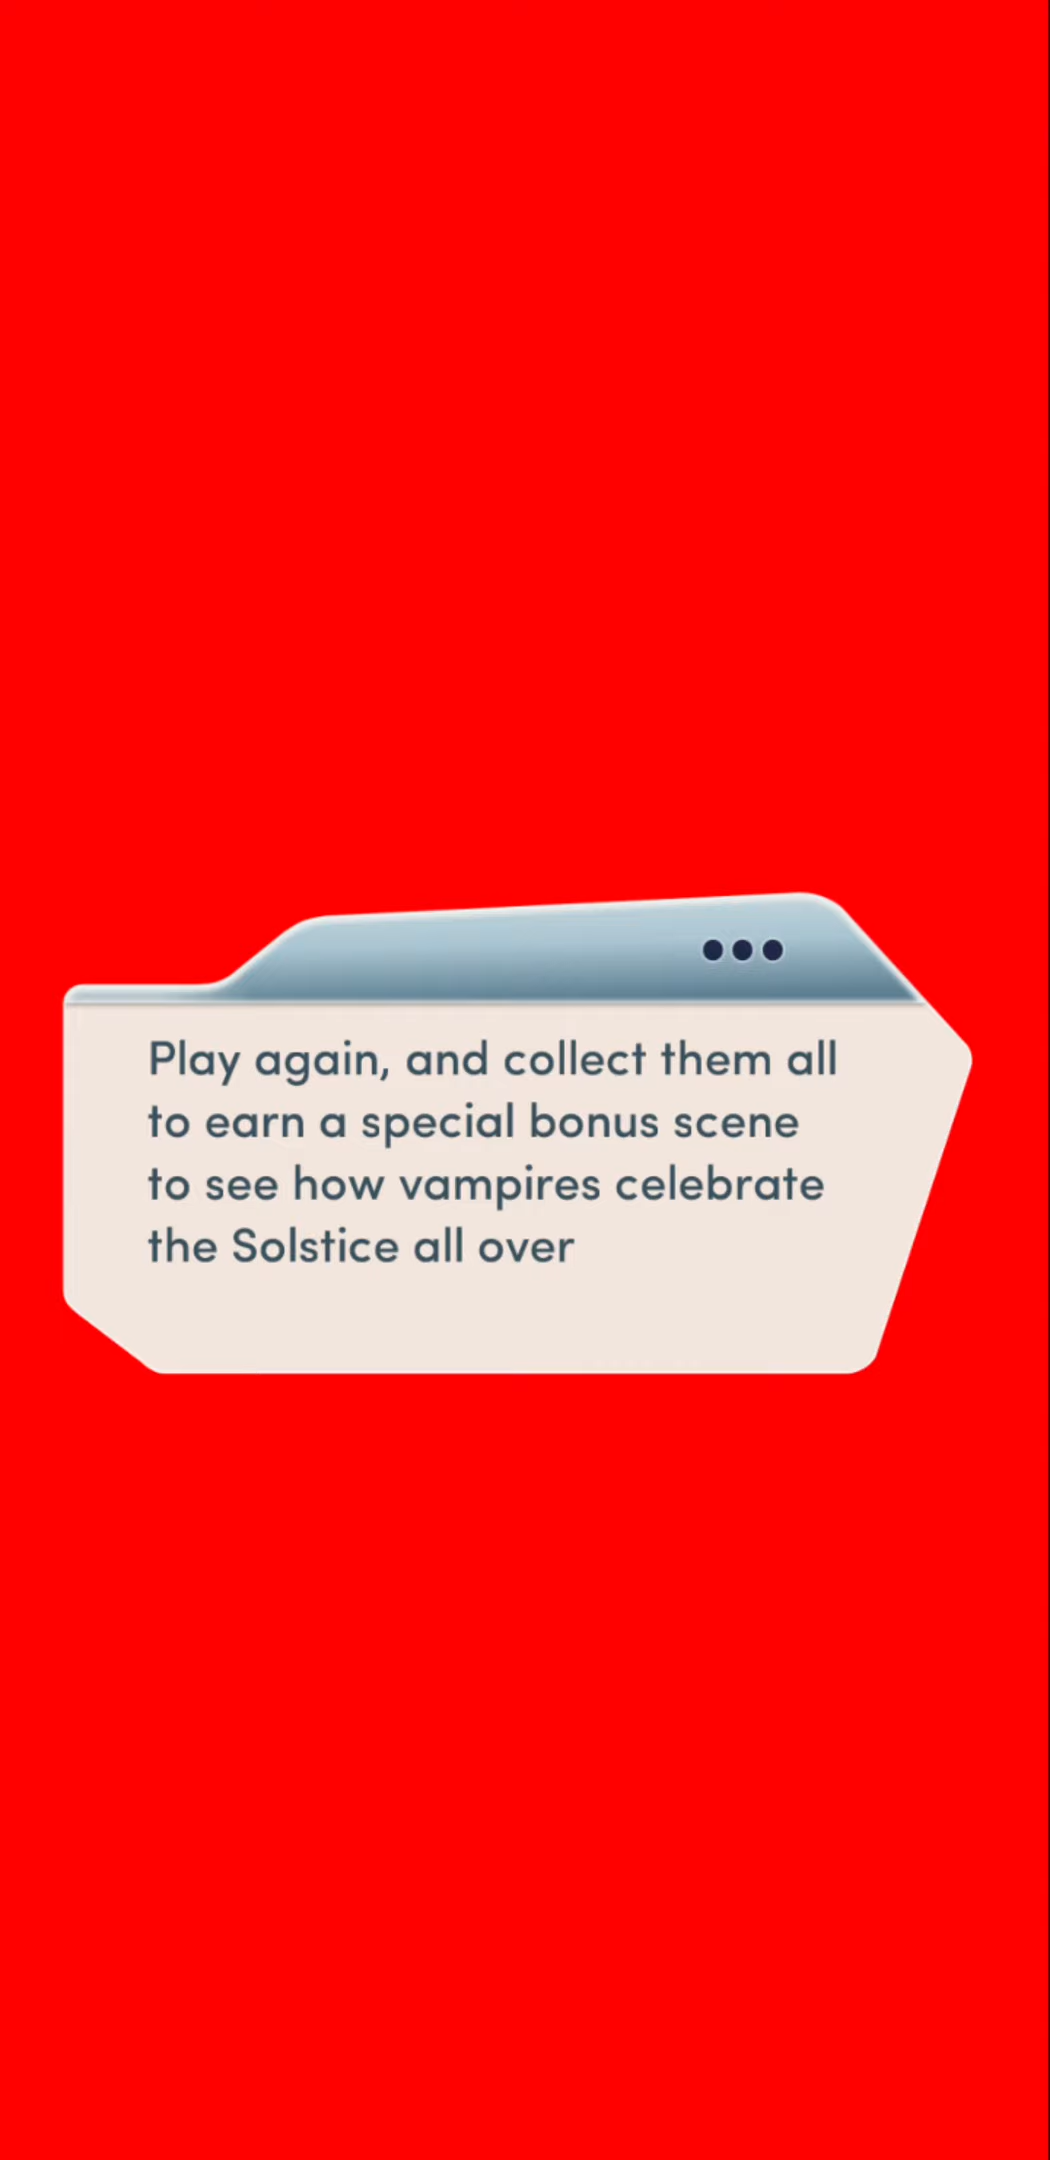 Play again, and collect them all
to earn a special bonus scene
to see how vampires celebrate
the Solstice all over